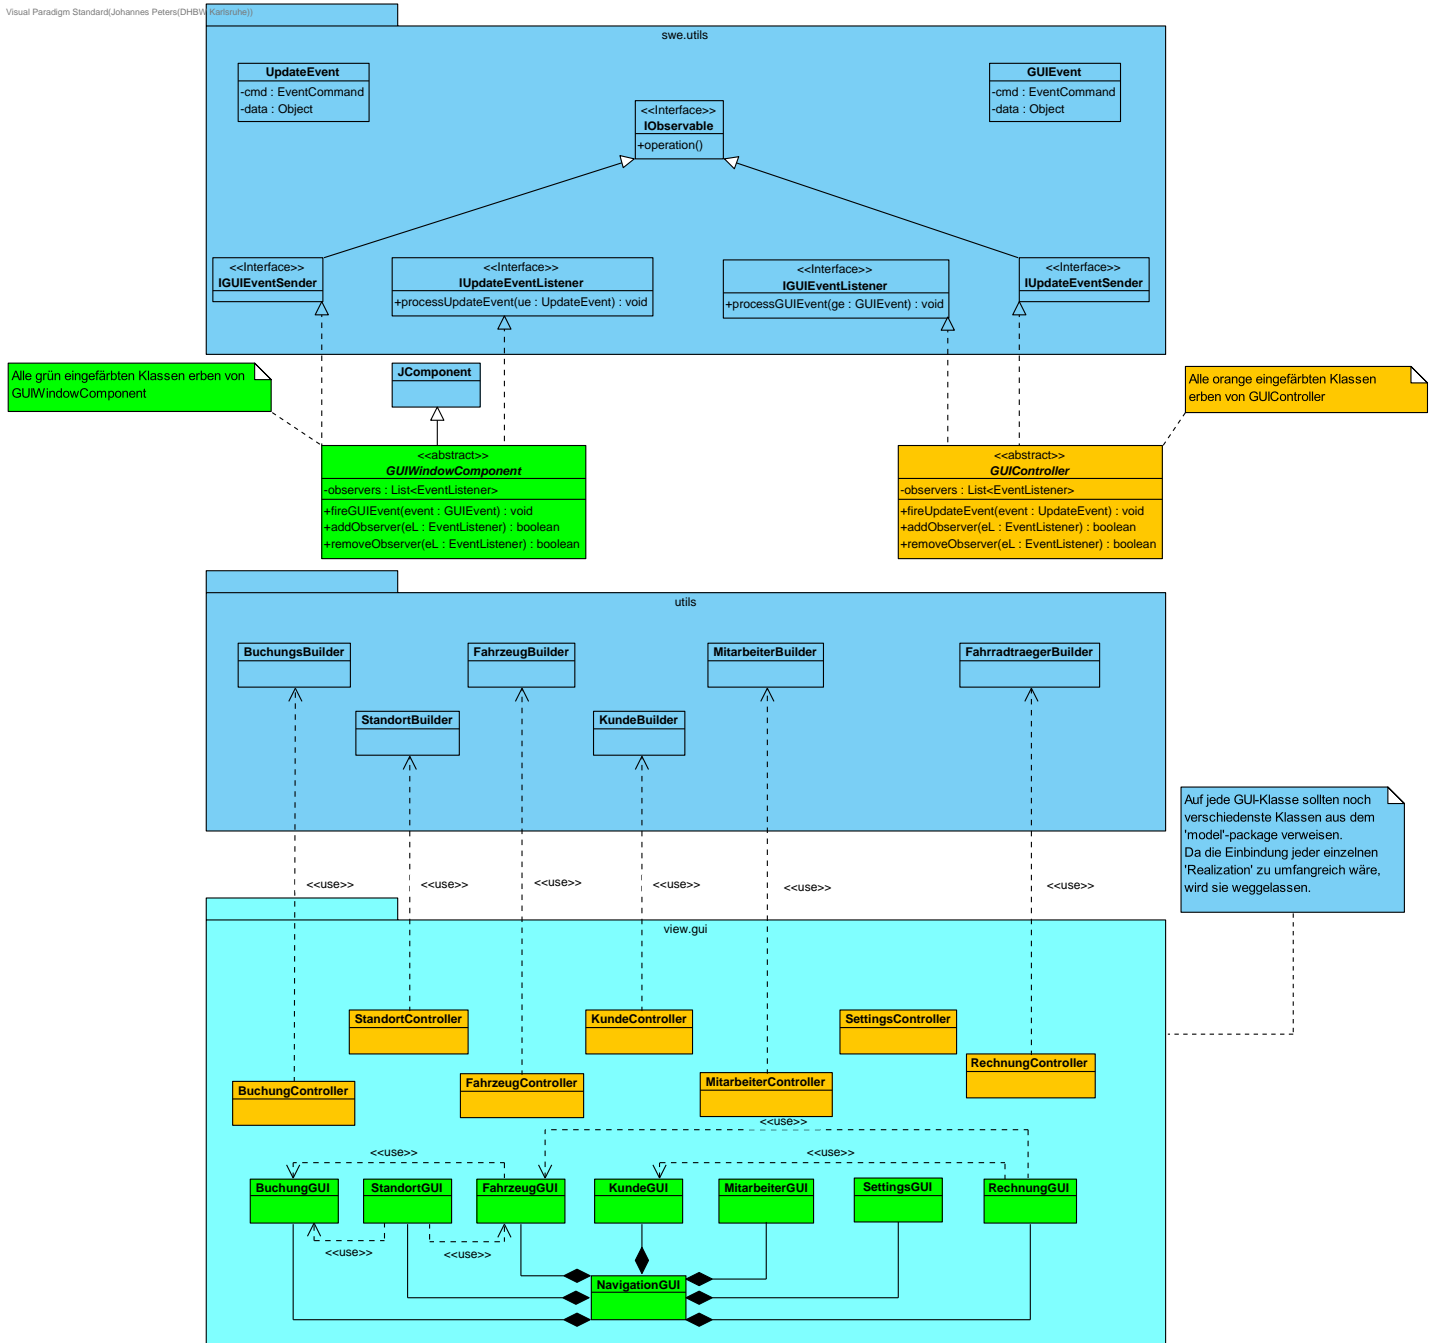 Visual Paradigm Standard(Johannes Peters(DHBW Karlsruhe))
swe.utils
UpdateEvent
-cmd : EventCommand
-data : Object
GUIEvent
-cmd : EventCommand
-data : Object
<<Interface>>
IObservable
+operation()
<<Interface>>
IGUIEventSender
<<Interface>>
IUpdateEventListener
+processUpdateEvent(ue : UpdateEvent) : void
<<Interface>>
IGUIEventListener
+processGUIEvent(ge : GUIEvent) : void
<<Interface>>
IUpdateEventSender
Alle grün eingefärbten Klassen erben von
GUIWindowComponent
JComponent
Alle orange eingefärbten Klassen
erben von GUIController
<<abstract>>
GUIWindowComponent
-observers : List<EventListener>
+fireGUIEvent(event : GUIEvent) : void
+addObserver(eL : EventListener) : boolean
+removeObserver(eL : EventListener) : boolean
<<abstract>>
GUIController
-observers : List<EventListener>
+fireUpdateEvent(event : UpdateEvent) : void
+addObserver(eL : EventListener) : boolean
+removeObserver(eL : EventListener) : boolean
utils
BuchungsBuilder
FahrzeugBuilder
MitarbeiterBuilder
FahrradtraegerBuilder
StandortBuilder
KundeBuilder
Auf jede GUI-Klasse sollten noch
verschiedenste Klassen aus dem
'model'-package verweisen.
Da die Einbindung jeder einzelnen
'Realization' zu umfangreich wäre,
wird sie weggelassen.
<<use>>
<<use>>
<<use>>
<<use>>
<<use>>
<<use>>
view.gui
StandortController
KundeController
SettingsController
RechnungController
BuchungController
FahrzeugController
MitarbeiterController
<<use>>
<<use>>
<<use>>
BuchungGUI
StandortGUI
FahrzeugGUI
KundeGUI
MitarbeiterGUI
SettingsGUI
RechnungGUI
<<use>>
<<use>>
NavigationGUI